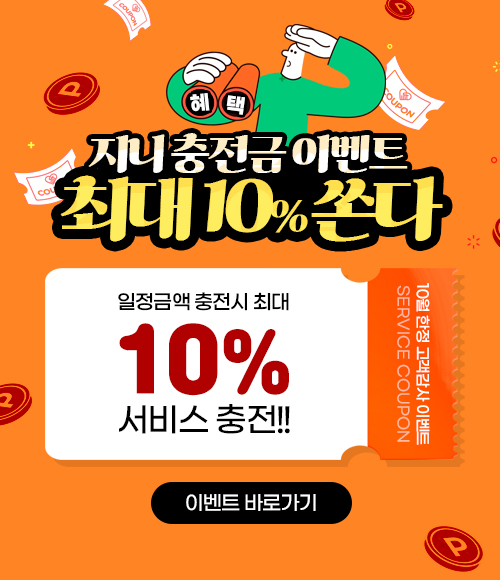 COUPON
혜택
COUPON
COU
지니 충전금 이벤트
최대 10% 쏜다
일정금액 충전시 최대
10%
서비스 충전!!
10월 한정 고객감사 이벤트
SERVICE COUPON
이벤트 바로가기
P
P
P
P